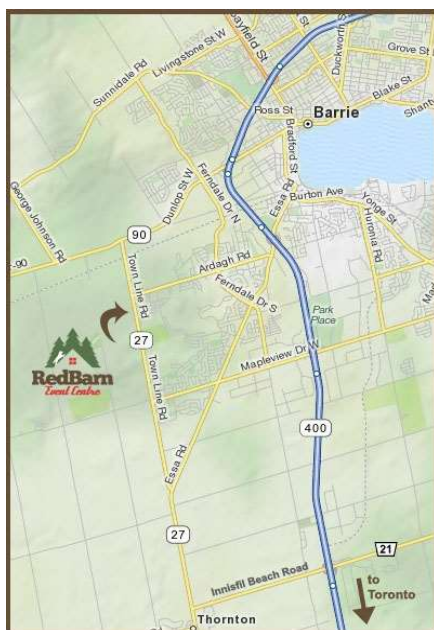 Bayfield St
Duckworth S
Grove St
Livingstone St W
Sunnidale Rd
Blake St
Shant
Ross St
Barrie
Bradford St
George Johnson Rd
Dunlop St W
Ferndale Dr N
Essa Rd
Burton Ave
Yonge St
Huronia Rd
90
-90
Town Line Rd
Ardagh Rd
Ferndale Dr S
Park
Place
27
RedBarn
Event Centre
Town Line Rd
Mapleview Dr W
400
Essa Rd
27
21
Innisfil Beach Road
to
Toronto
Thornton